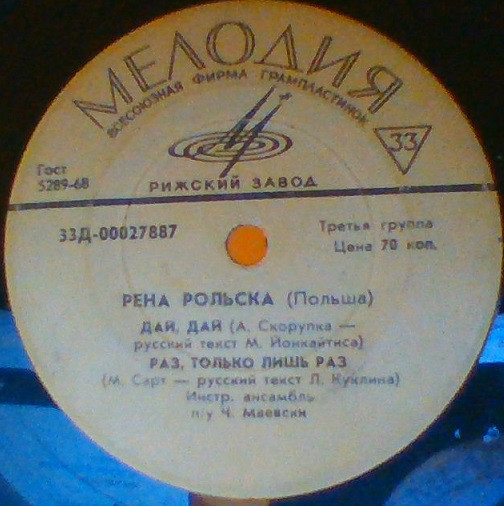 МЕЛОДИЯ
ВСЕСОЮЗНАЯ ФИРМА ГРАМПЛАСТИНОК
33
Гост
5289-68
РИЖСКИЙ ЗАВОД
33Д-00027887
Третья группа
Цена 70 коп.
РЕНА РОЛЬСКА (Польша)
ДАЙ, ДАЙ (А. Скорупка —
русский текст М. Йонкайтиса)
РАЗ, ТОЛЬКО ЛИШЬ РАЗ
(М. Сарт — русский текст Л. Куклина)
Инстр. ансамбль
п/у Ч. Маевски